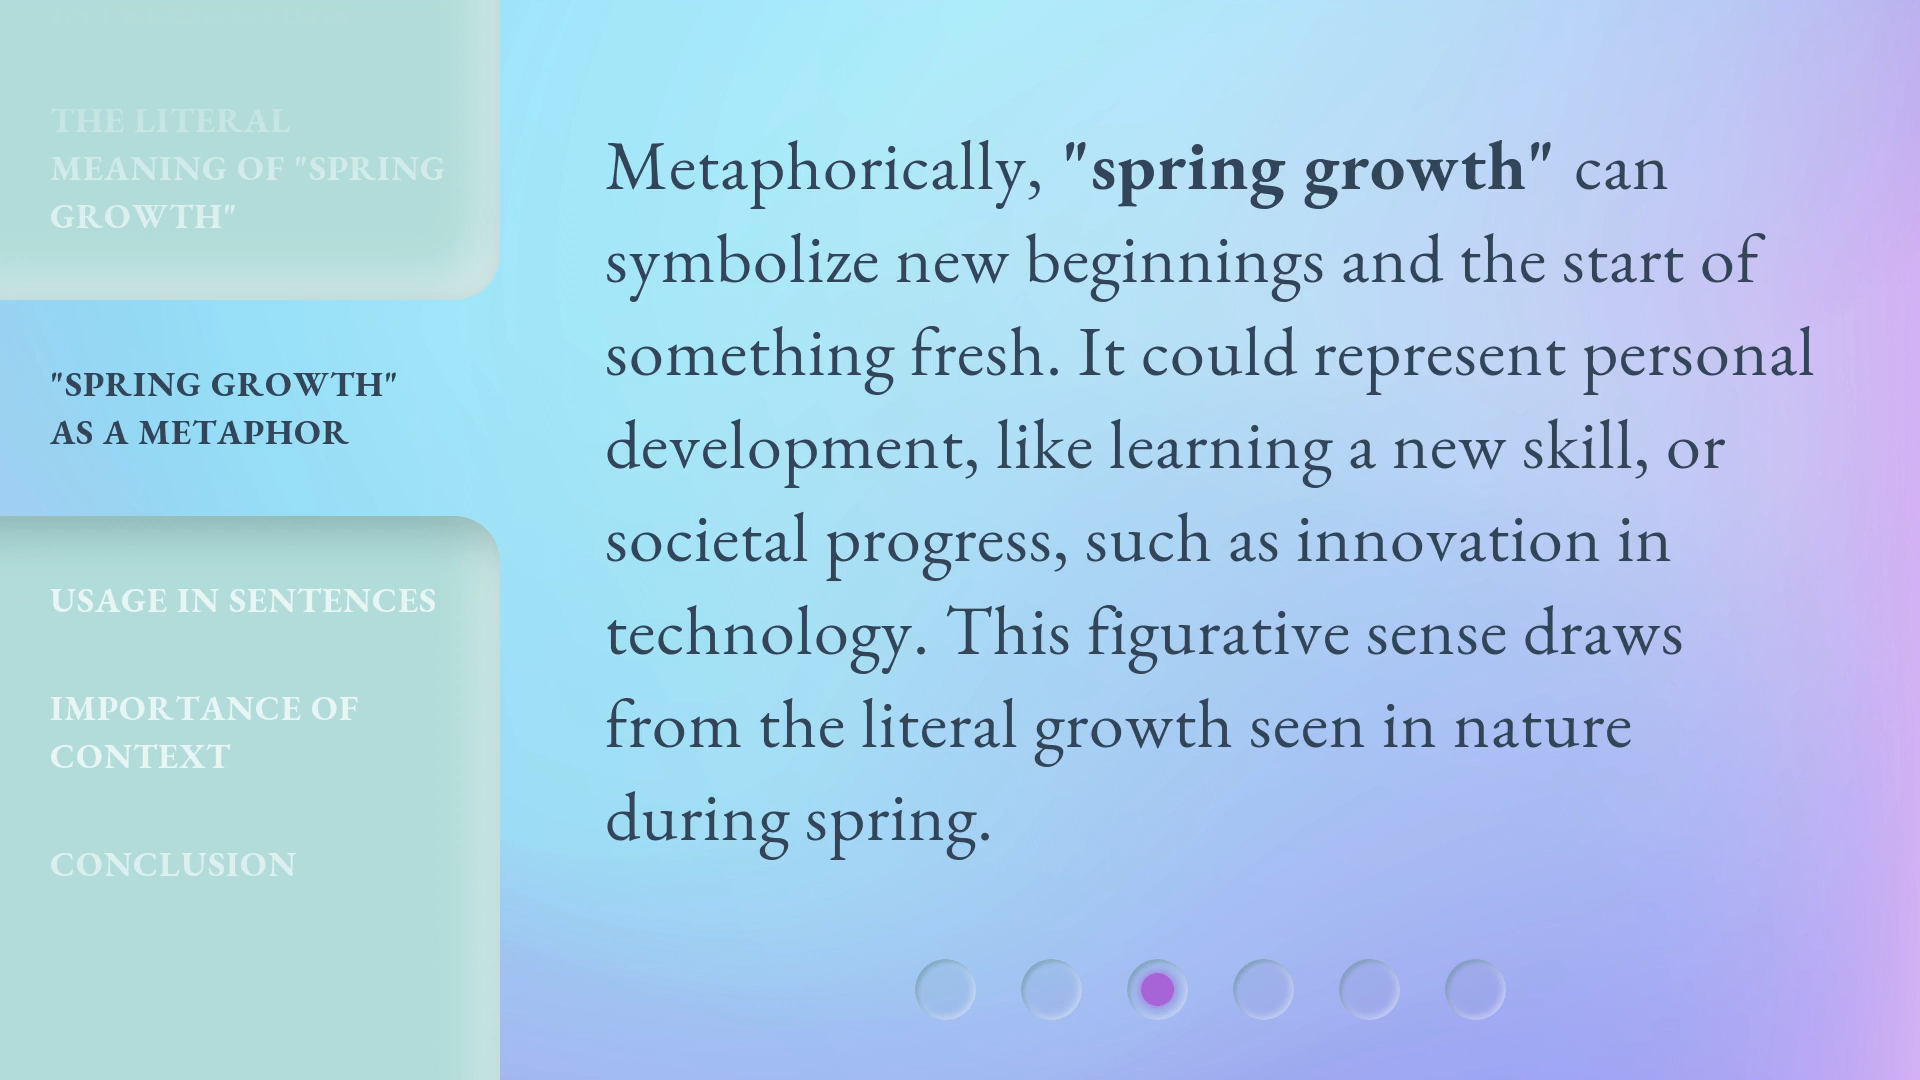 THE LITERAL
MEANING OF "SPRING
GROWTH"
"SPRING GROWTH"
AS A METAPHOR
USAGE IN SENTENCES
IMPORTANCE OF
CONTEXT
CONCLUSION
Metaphorically, "spring growth" can
symbolize new beginnings and the start of
something fresh. It could represent personal
development, like learning a new skill, or
societal progress, such as innovation in
technology. This figurative sense draws
from the literal growth seen in nature
during spring.